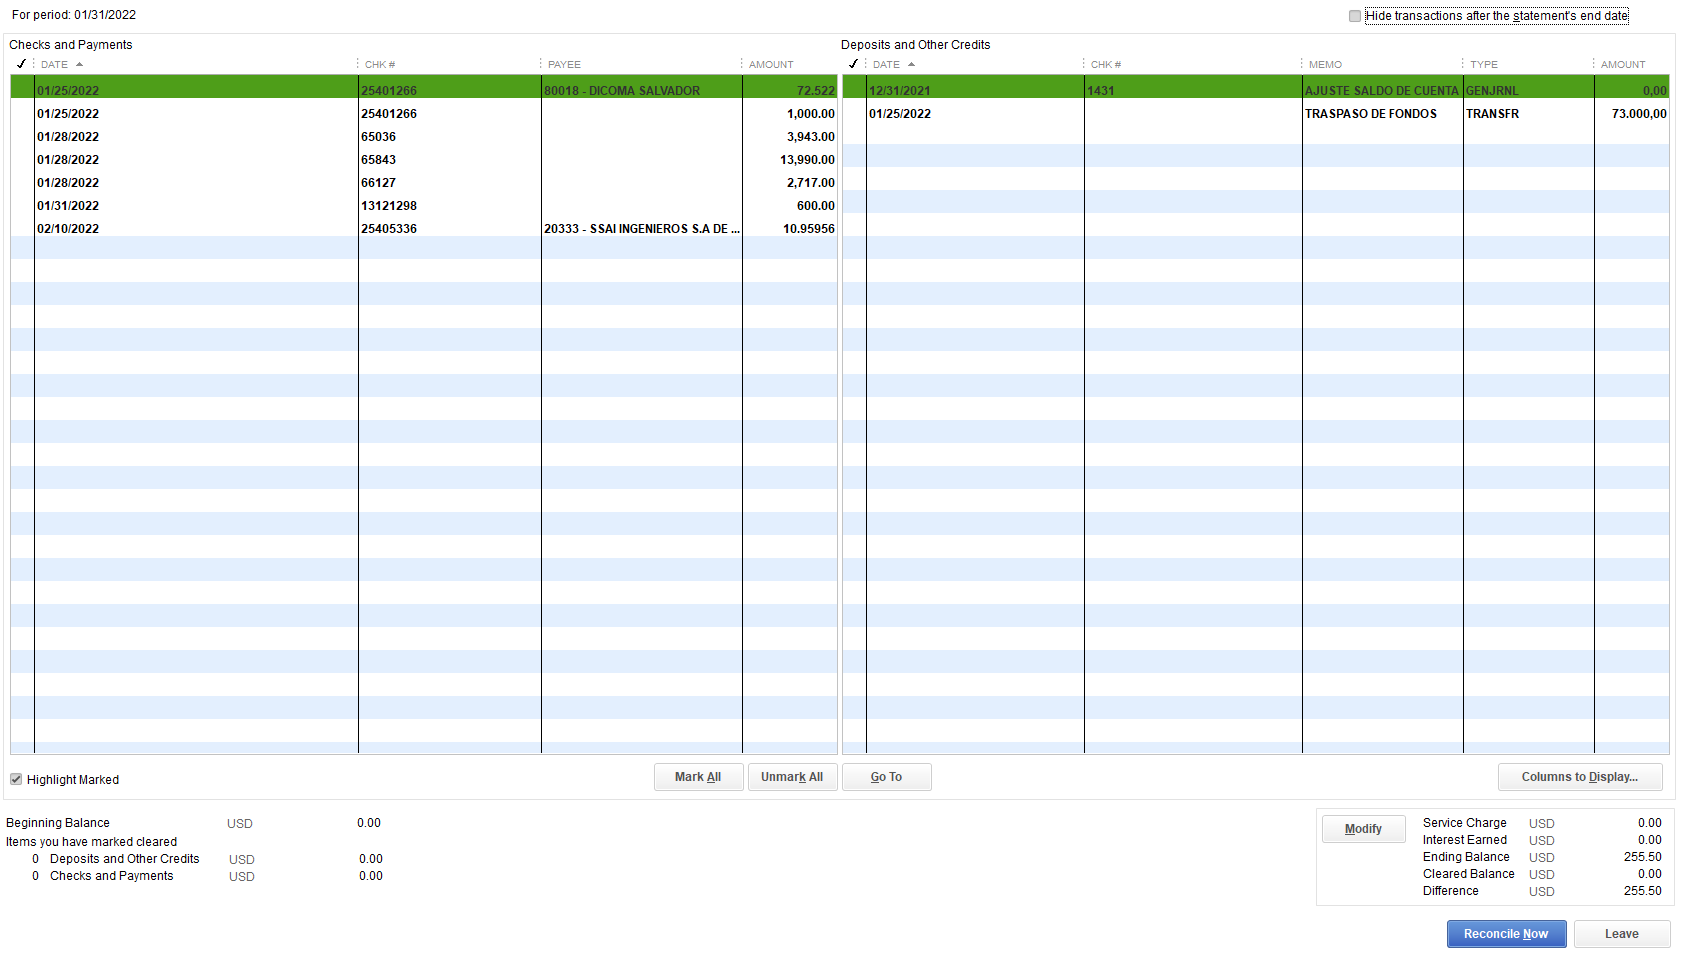 For period: 01/31/2022
Hide transactions after the statement's end date
Checks and Payments
✓ DATE CHK # PAYEE AMOUNT
01/25/2022 25401266 80018 - DICOMA SALVADOR 72.522
01/25/2022 25401266 1,000.00
01/28/2022 65036 3,943.00
01/28/2022 65843 13,990.00
01/28/2022 66127 2,717.00
01/31/2022 13121298 600.00
02/10/2022 25405336 20333 - SSAI INGENIEROS S.A DE ... 10.95956
Deposits and Other Credits
✓ DATE CHK # MEMO TYPE AMOUNT
12/31/2021 1431 AJUSTE SALDO DE CUENTA GENJRNL 0,00
01/25/2022 TRASPASO DE FONDOS TRANSFR 73.000,00
Highlight Marked
Mark All
Unmark All
Go To
Columns to Display...
Beginning Balance USD 0.00
Items you have marked cleared
0 Deposits and Other Credits USD 0.00
0 Checks and Payments USD 0.00
Modify
Service Charge USD 0.00
Interest Earned USD 0.00
Ending Balance USD 255.50
Cleared Balance USD 0.00
Difference USD 255.50
Reconcile Now
Leave